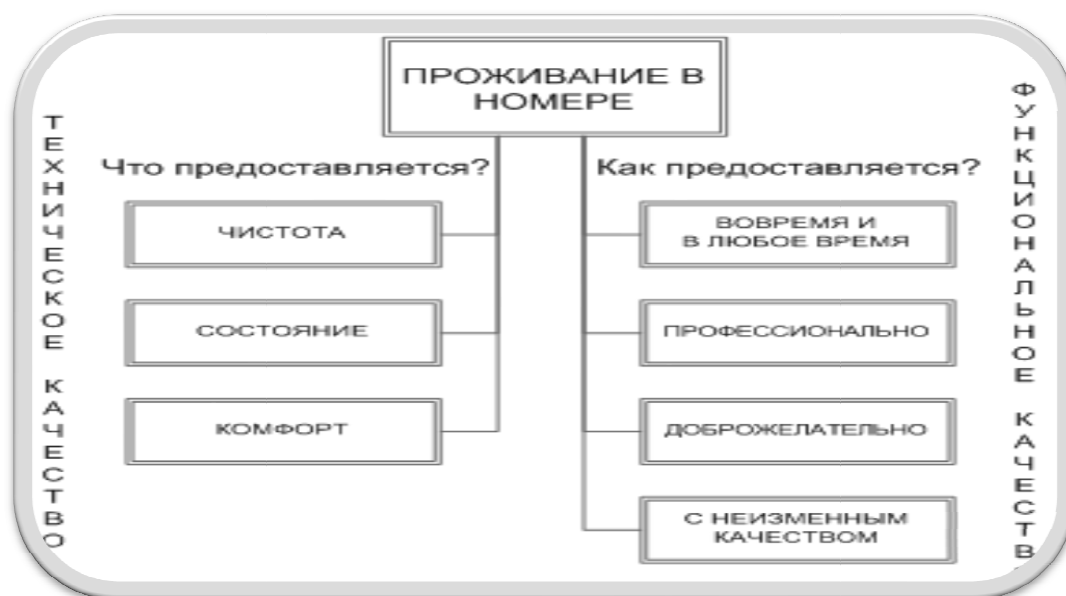 ПРОЖИВАНИЕ В
НОМЕРЕ
ТЕХНИЧЕСКОЕ КАЧЕСТВО
Что предоставляется?
ЧИСТОТА
СОСТОЯНИЕ
КОМФОРТ
Как предоставляется?
ВОВРЕМЯ И
В ЛЮБОЕ ВРЕМЯ
ПРОФЕССИОНАЛЬНО
ДОБРОЖЕЛАТЕЛЬНО
С НЕИЗМЕННЫМ
КАЧЕСТВОМ
ФУНКЦИОНАЛЬНОЕ КАЧЕСТВ